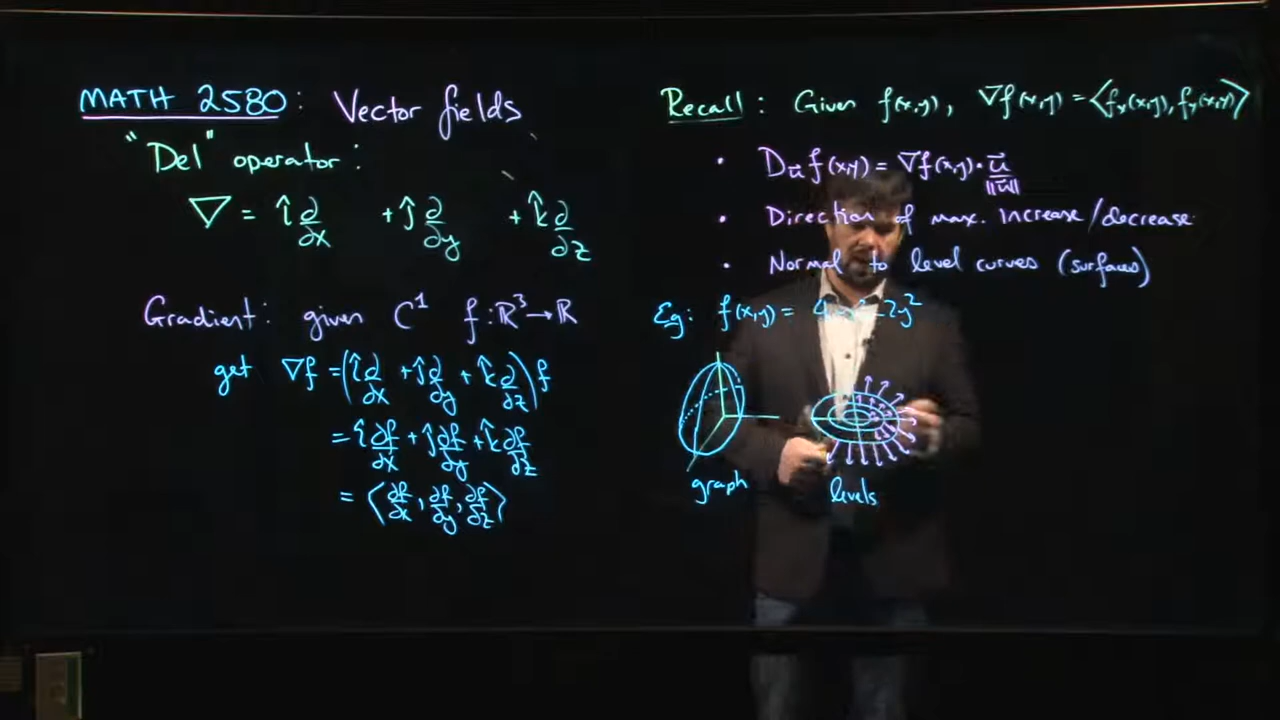 MATH 2580: Vector fields
"Del" operator:
∇ = î ∂/∂x + ĵ ∂/∂y + k̂ ∂/∂z
Gradient: given C¹ f: ℝ³→ℝ
get ∇f = (î ∂/∂x + ĵ ∂/∂y + k̂ ∂/∂z) f
= î ∂f/∂x + ĵ ∂f/∂y + k̂ ∂f/∂z
= ⟨∂f/∂x, ∂f/∂y, ∂f/∂z⟩
Recall: Given f(x,y), ∇f(x,y) = ⟨fx(x,y), fy(x,y)⟩
• Du⃗ f(x,y) = ∇f(x,y)· u⃗/||u⃗||
• Direction of max. increase/decrease
• Normal to level curves (surfaces)
Eg: f(x,y) = 4 2y²
graph levels